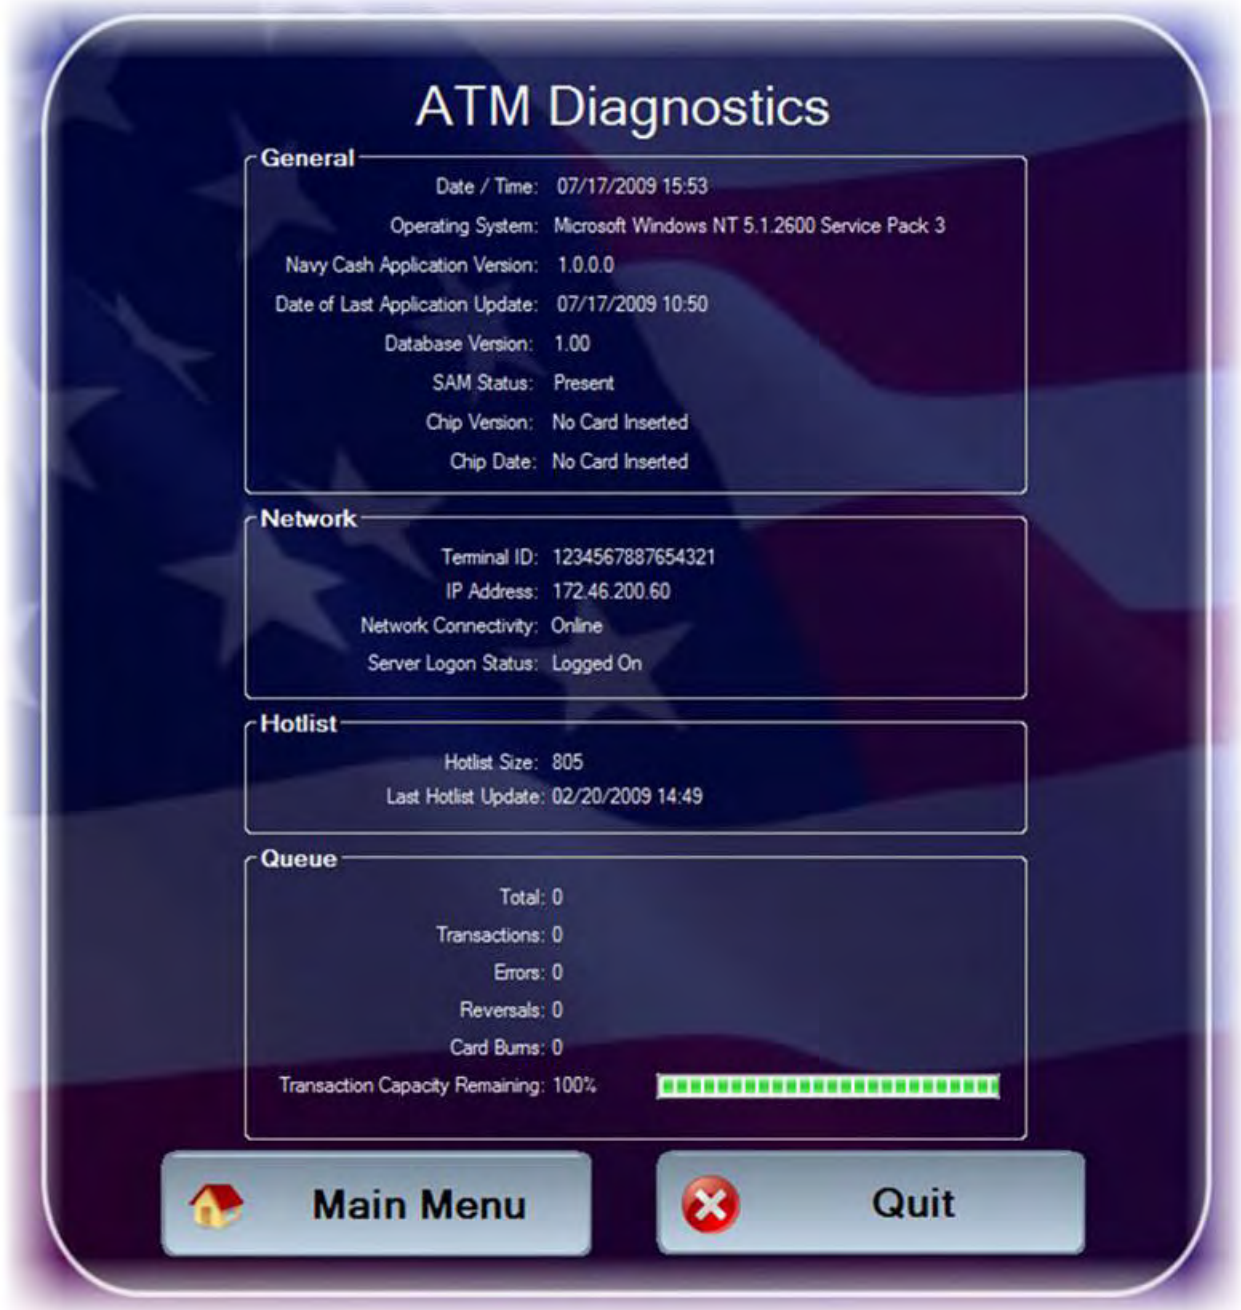 ATM Diagnostics
General
Date / Time: 07/17/2009 15:53
Operating System: Microsoft Windows NT 5.1.2600 Service Pack 3
Navy Cash Application Version: 1.0.0.0
Date of Last Application Update: 07/17/2009 10:50
Database Version: 1.00
SAM Status: Present
Chip Version: No Card Inserted
Chip Date: No Card Inserted
Network
Terminal ID: 1234567887654321
IP Address: 172.46.200.60
Network Connectivity: Online
Server Logon Status: Logged On
Hotlist
Hotlist Size: 805
Last Hotlist Update: 02/20/2009 14:49
Queue
Total: 0
Transactions: 0
Errors: 0
Reversals: 0
Card Burns: 0
Transaction Capacity Remaining: 100%
Main Menu
Quit